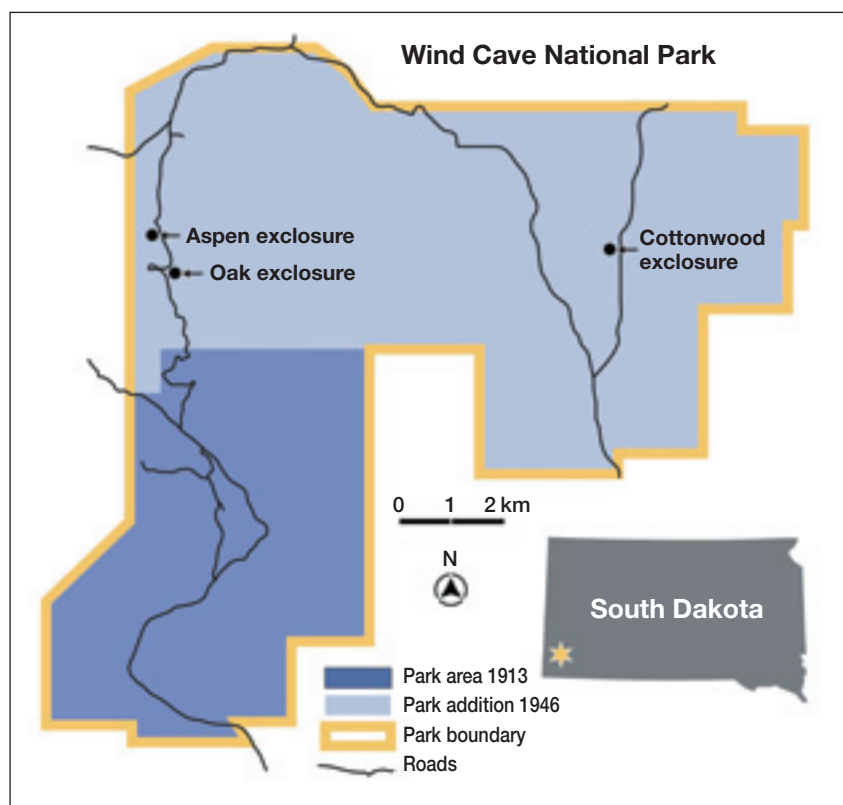 Wind Cave National Park
Aspen exclosure
Oak exclosure
Cottonwood
exclosure
0 1 2 km
N
South Dakota
Park area 1913
Park addition 1946
Park boundary
Roads